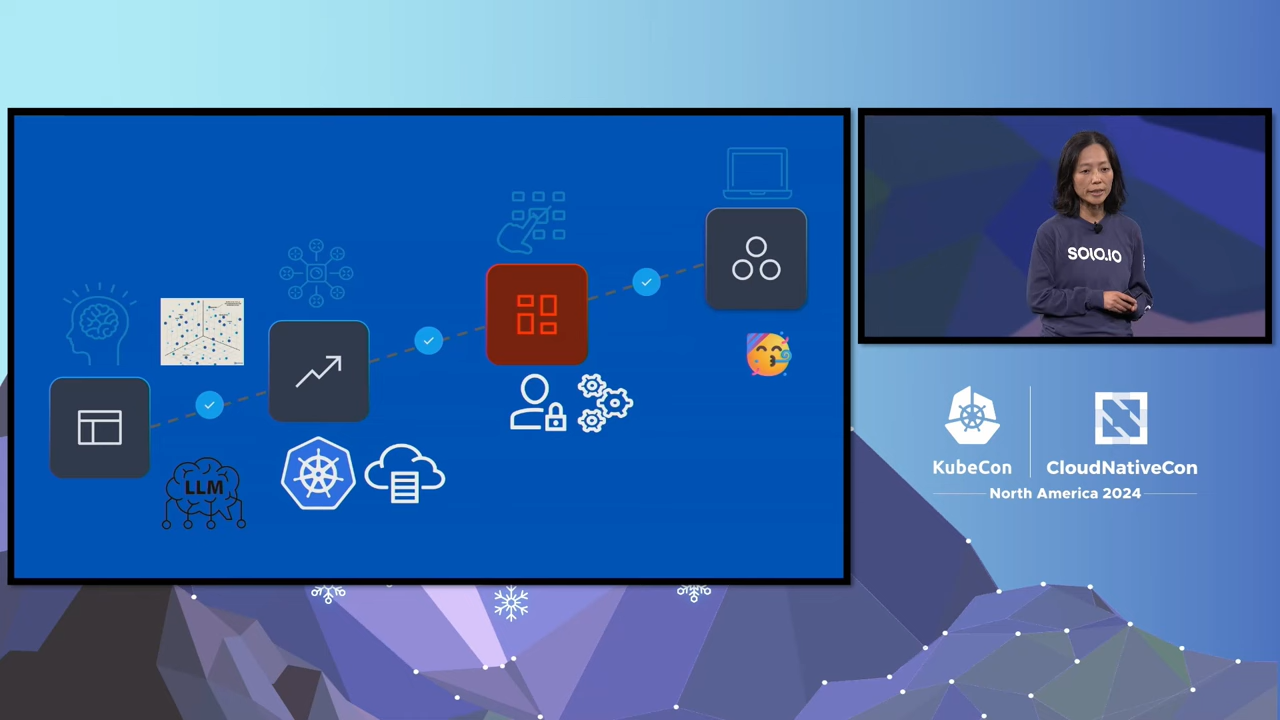 LLM
SOLO.IO
KubeCon
CloudNativeCon
North America 2024